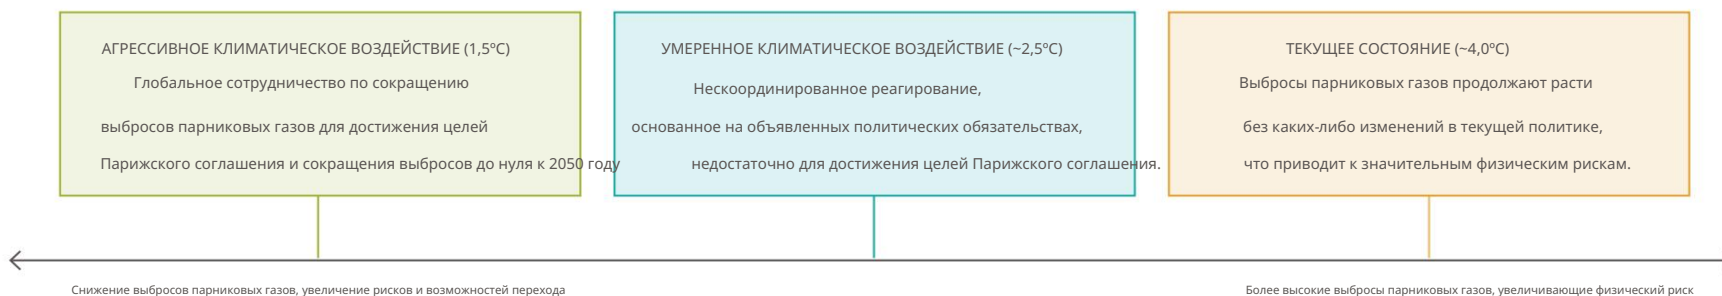 АГРЕССИВНОЕ КЛИМАТИЧЕСКОЕ ВОЗДЕЙСТВИЕ (1,5ºC)
Глобальное сотрудничество по сокращению
выбросов парниковых газов для достижения целей
Парижского соглашения и сокращения выбросов до нуля к 2050 году
УМЕРЕННОЕ КЛИМАТИЧЕСКОЕ ВОЗДЕЙСТВИЕ (~2,5ºC)
Нескоординированное реагирование,
основанное на объявленных политических обязательствах,
недостаточно для достижения целей Парижского соглашения.
ТЕКУЩЕЕ СОСТОЯНИЕ (~4,0ºC)
Выбросы парниковых газов продолжают расти
без каких-либо изменений в текущей политике,
что приводит к значительным физическим рискам.
Снижение выбросов парниковых газов, увеличение рисков и возможностей перехода
Более высокие выбросы парниковых газов, увеличивающие физический риск